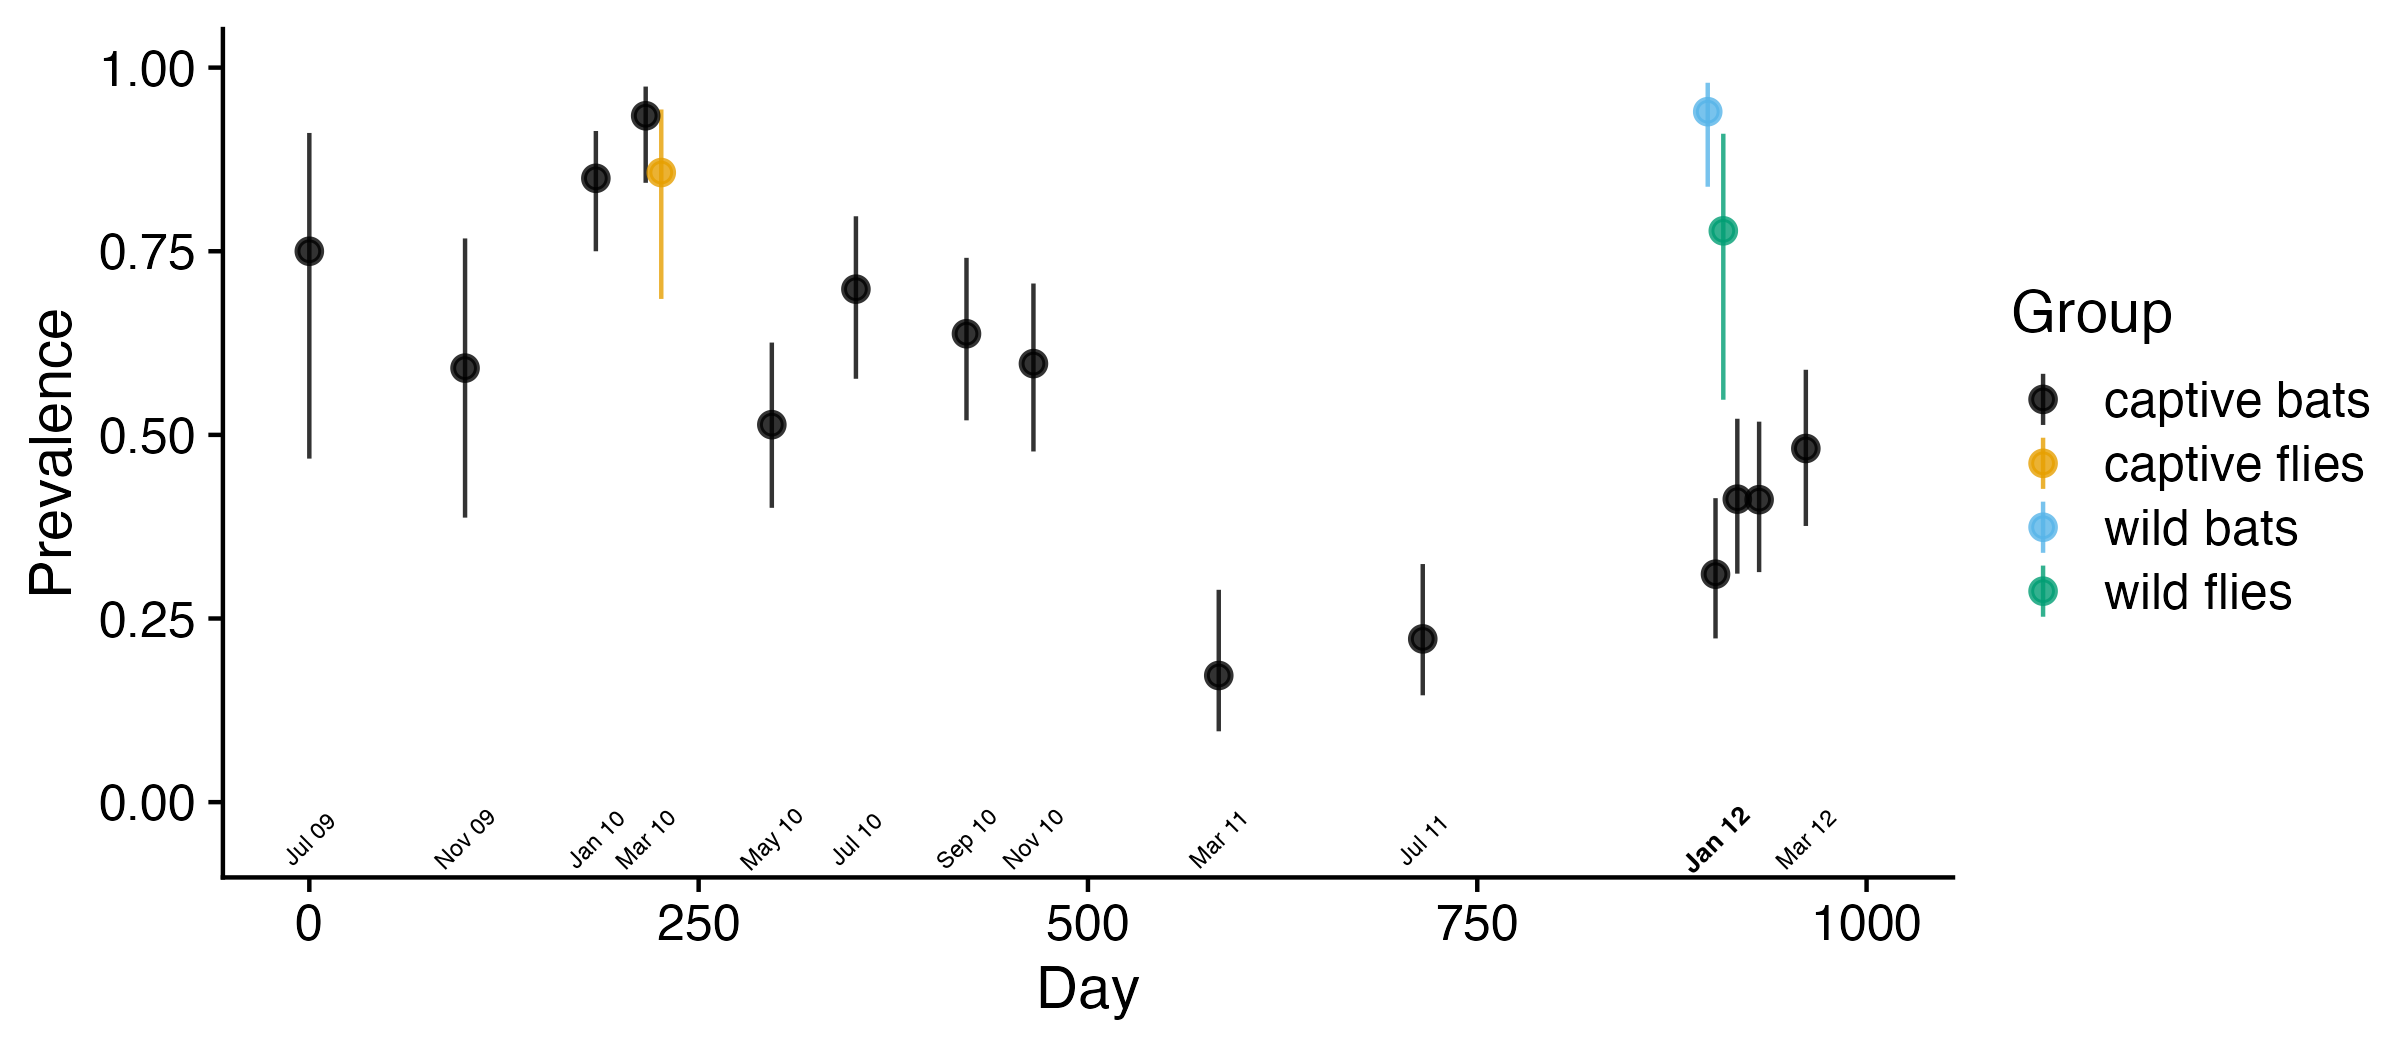 1.00
0.75
0.50
0.25
0.00
Prevalence
Jul 09
Nov 09
Jan 10
Mar 10
May 10
Jul 10
Sep 10
Nov 10
Mar 11
Jul 11
Jan 12
Mar 12
0 250 500 750 1000
Day
Group
captive bats
captive flies
wild bats
wild flies